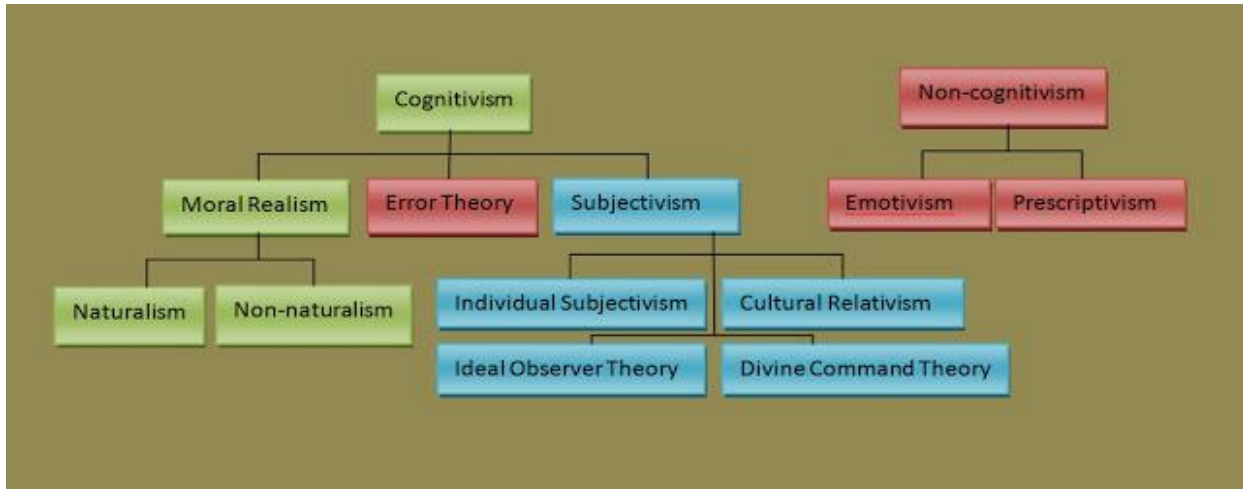 Cognitivism
Non-cognitivism
Moral Realism
Error Theory
Subjectivism
Emotivism
Prescriptivism
Naturalism
Non-naturalism
Individual Subjectivism
Cultural Relativism
Ideal Observer Theory
Divine Command Theory